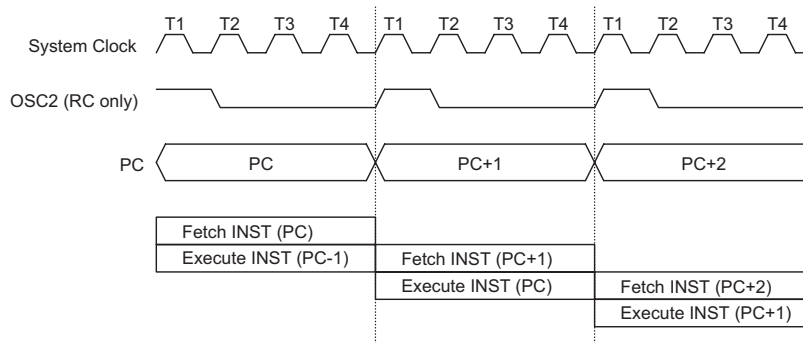 T1 T2 T3 T4 T1 T2 T3 T4 T1 T2 T3 T4
System Clock
OSC2 (RC only)
PC PC PC+1 PC+2
Fetch INST (PC)
Execute INST (PC-1) Fetch INST (PC+1)
Execute INST (PC) Fetch INST (PC+2)
Execute INST (PC+1)